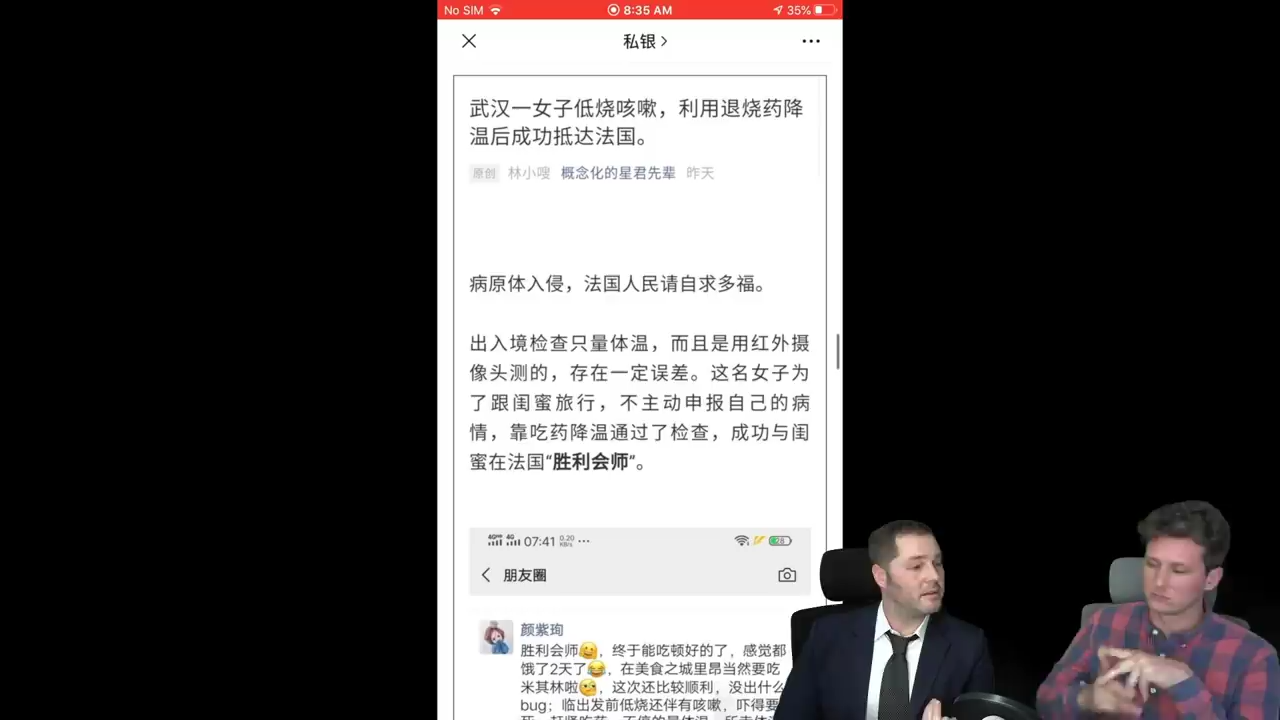 No SIM 8:35 AM 35%
私银
武汉一女子低烧咳嗽，利用退烧药降
温后成功抵达法国。
原创 林小嗖 概念化的星君先辈 昨天
病原体入侵，法国人民请自求多福。
出入境检查只量体温，而且是用红外摄
像头测的，存在一定误差。这名女子为
了跟闺蜜旅行，不主动申报自己的病
情，靠吃药降温通过了检查，成功与闺
蜜在法国“胜利会师”。
4G 4G 07:41 0.20 KB/s ··· 28
朋友圈
颜紫珣
胜利会师，终于能吃顿好的了，感觉都
饿了2天了，在美食之城里昂当然要吃
米其林啦，这次还比较顺利，没出什么
bug；临出发前低烧还伴有咳嗽，吓得要